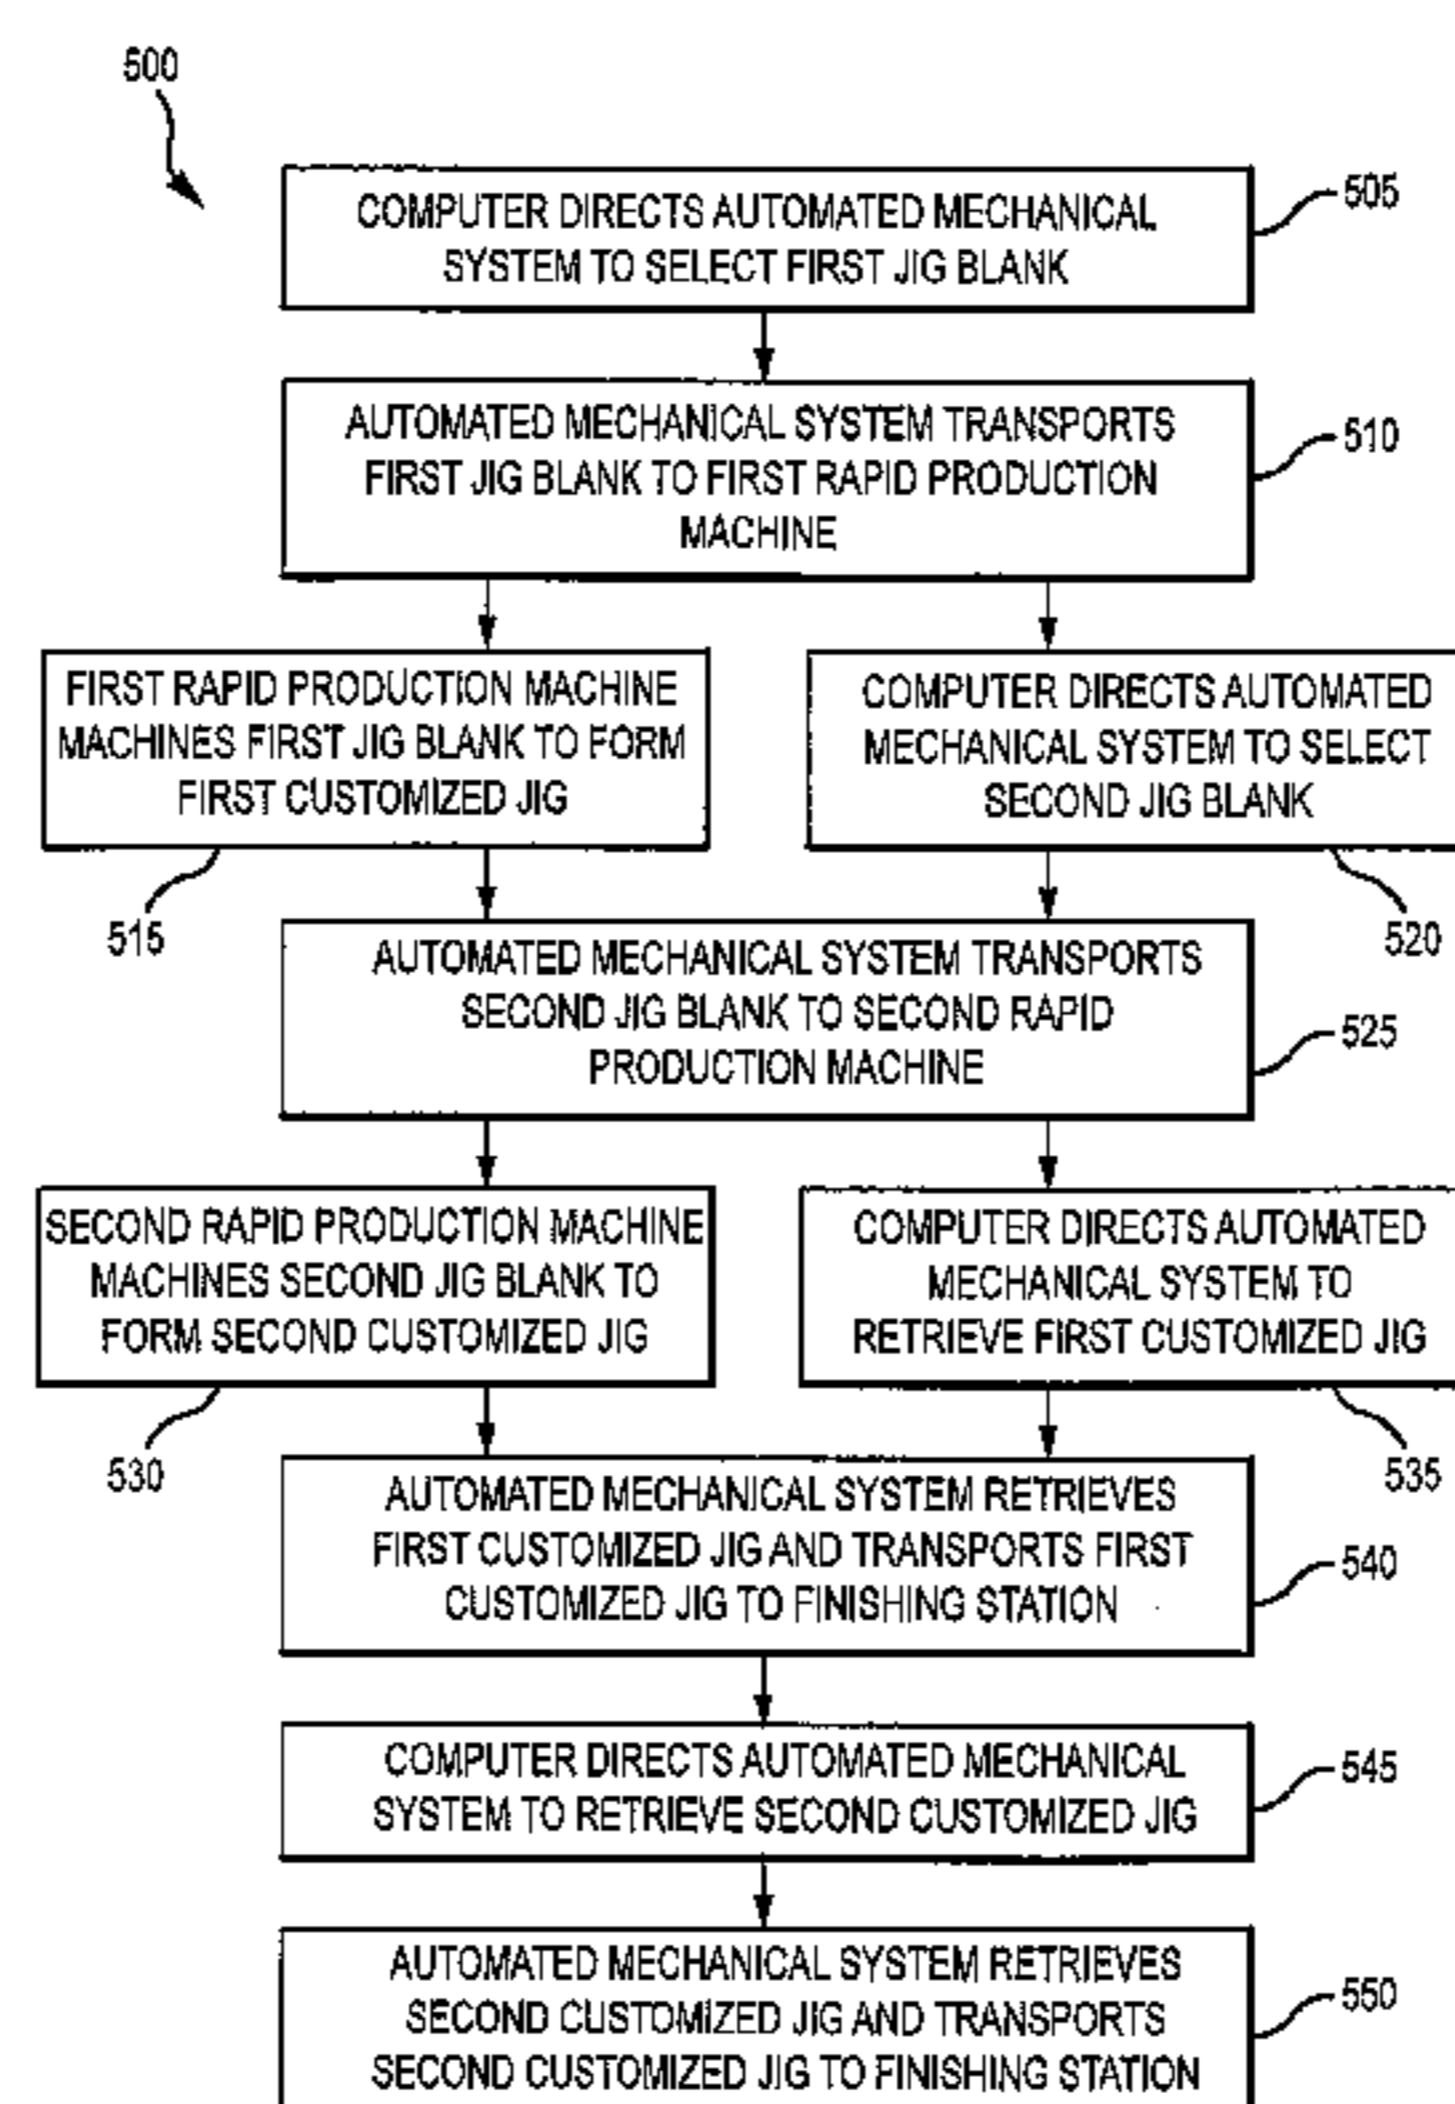 500
COMPUTER DIRECTS AUTOMATED MECHANICAL
SYSTEM TO SELECT FIRST JIG BLANK
505
AUTOMATED MECHANICAL SYSTEM TRANSPORTS
FIRST JIG BLANK TO FIRST RAPID PRODUCTION
MACHINE
510
FIRST RAPID PRODUCTION MACHINE
MACHINES FIRST JIG BLANK TO FORM
FIRST CUSTOMIZED JIG
515
COMPUTER DIRECTS AUTOMATED
MECHANICAL SYSTEM TO SELECT
SECOND JIG BLANK
520
AUTOMATED MECHANICAL SYSTEM TRANSPORTS
SECOND JIG BLANK TO SECOND RAPID
PRODUCTION MACHINE
525
SECOND RAPID PRODUCTION MACHINE
MACHINES SECOND JIG BLANK TO
FORM SECOND CUSTOMIZED JIG
530
COMPUTER DIRECTS AUTOMATED
MECHANICAL SYSTEM TO
RETRIEVE FIRST CUSTOMIZED JIG
535
AUTOMATED MECHANICAL SYSTEM RETRIEVES
FIRST CUSTOMIZED JIG AND TRANSPORTS FIRST
CUSTOMIZED JIG TO FINISHING STATION
540
COMPUTER DIRECTS AUTOMATED MECHANICAL
SYSTEM TO RETRIEVE SECOND CUSTOMIZED JIG
545
AUTOMATED MECHANICAL SYSTEM RETRIEVES
SECOND CUSTOMIZED JIG AND TRANSPORTS
SECOND CUSTOMIZED JIG TO FINISHING STATION
550